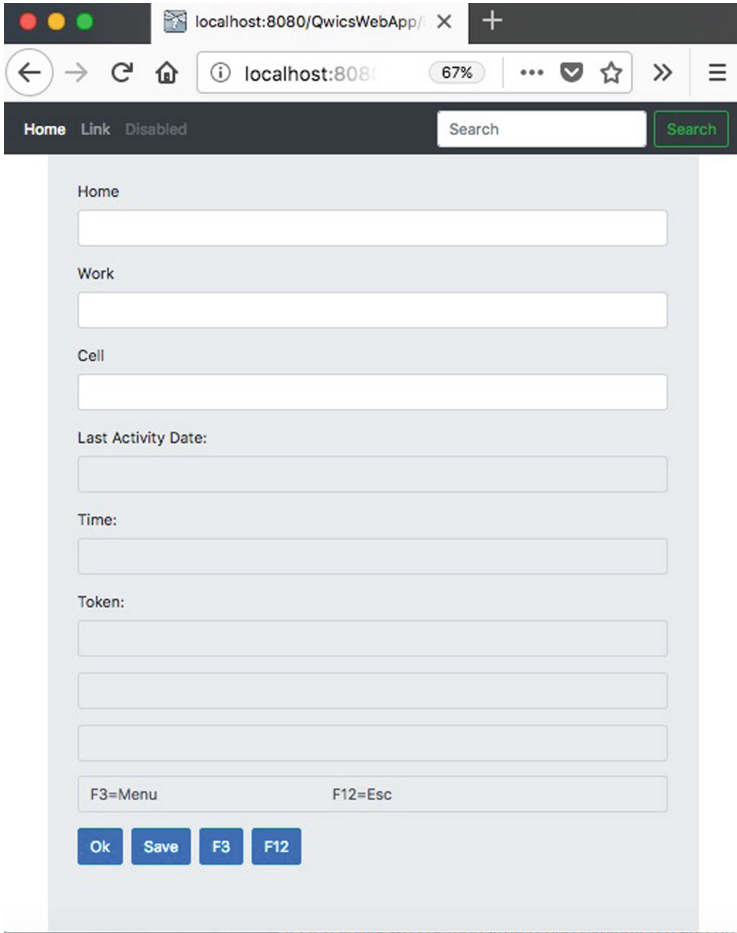 localhost:8080/QwicsWebApp/
localhost:808 67%
Home Link Disabled Search Search
Home
Work
Cell
Last Activity Date:
Time:
Token:
F3=Menu F12=Esc
Ok Save F3 F12